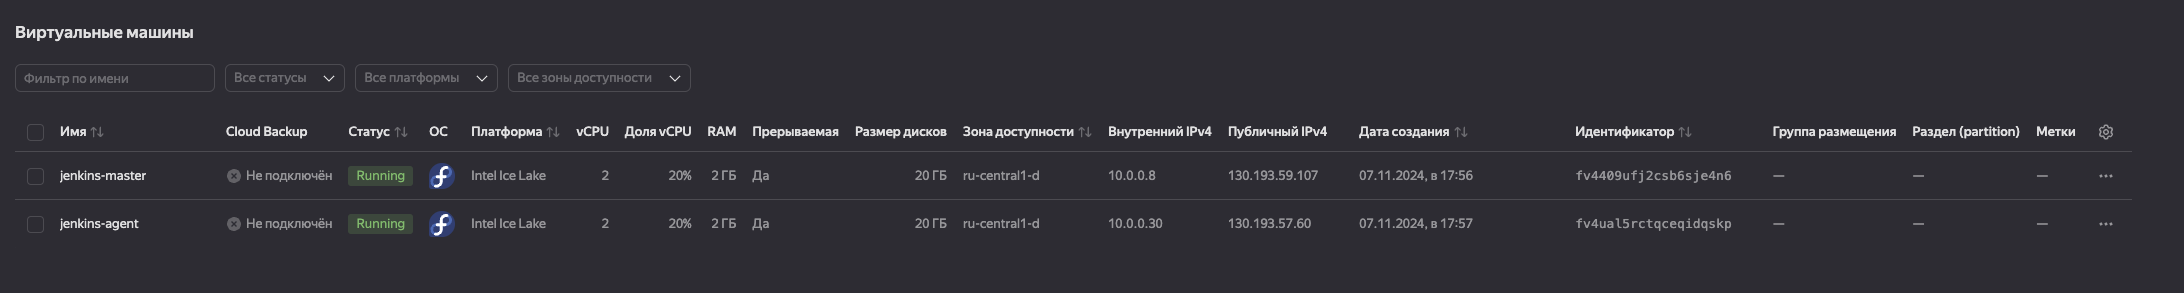 Виртуальные машины
Фильтр по имени Все статусы Все платформы Все зоны доступности
Имя Cloud Backup Статус ОС Платформа vCPU Доля vCPU RAM Прерываемая Размер дисков Зона доступности Внутренний IPv4 Публичный IPv4 Дата создания Идентификатор Группа размещения Раздел (partition) Метки
jenkins-master Не подключён Running Intel Ice Lake 2 20% 2 ГБ Да 20 ГБ ru-central1-d 10.0.0.8 130.193.59.107 07.11.2024, в 17:56 fv4409ufj2csb6sje4n6 — — —
jenkins-agent Не подключён Running Intel Ice Lake 2 20% 2 ГБ Да 20 ГБ ru-central1-d 10.0.0.30 130.193.57.60 07.11.2024, в 17:57 fv4ual5rctqceqidqskp — — —